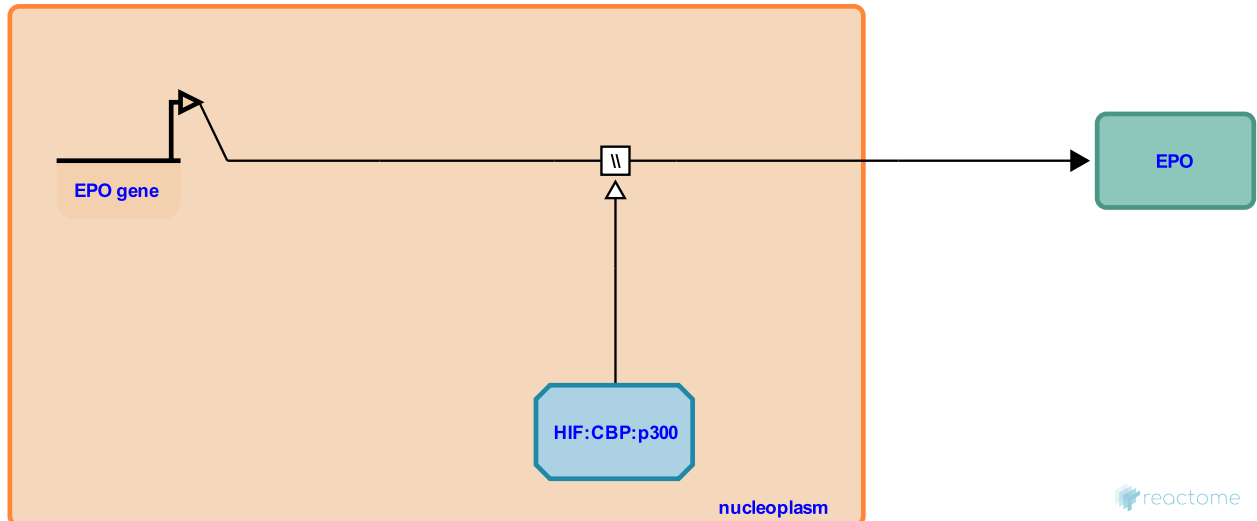 \\
EPO
EPO gene
HIF:CBP:p300
nucleoplasm
reactome